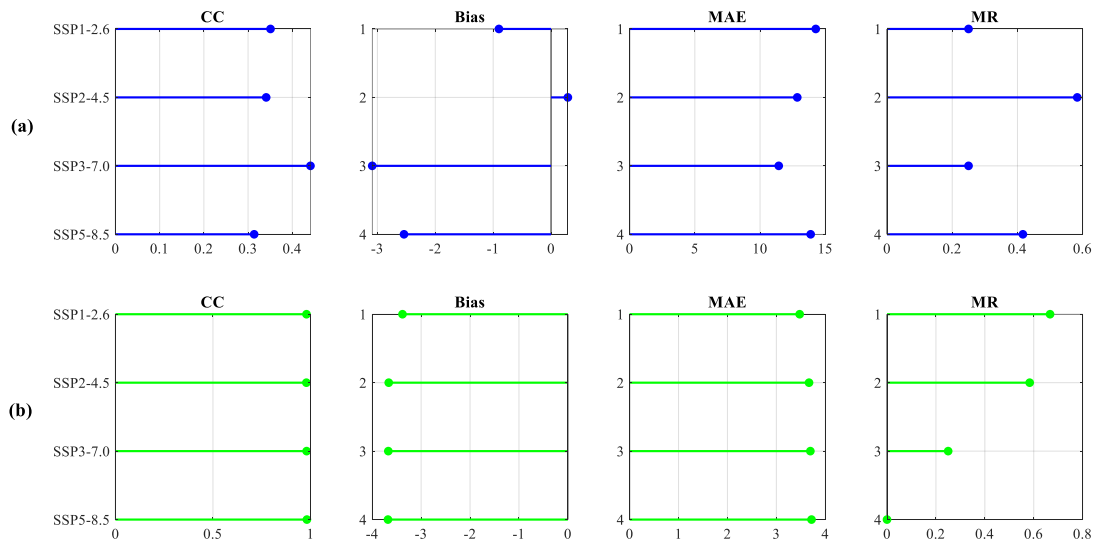 CC Bias MAE MR
SSP1-2.6 1 1 1
SSP2-4.5 2 2 2
(a)
SSP3-7.0 3 3 3
SSP5-8.5 4 4 4
0 0.1 0.2 0.3 0.4 -3 -2 -1 0 0 5 10 15 0 0.2 0.4 0.6
CC Bias MAE MR
SSP1-2.6 1 1 1
SSP2-4.5 2 2 2
(b)
SSP3-7.0 3 3 3
SSP5-8.5 4 4 4
0 0.5 1 -4 -3 -2 -1 0 0 1 2 3 4 0 0.2 0.4 0.6 0.8